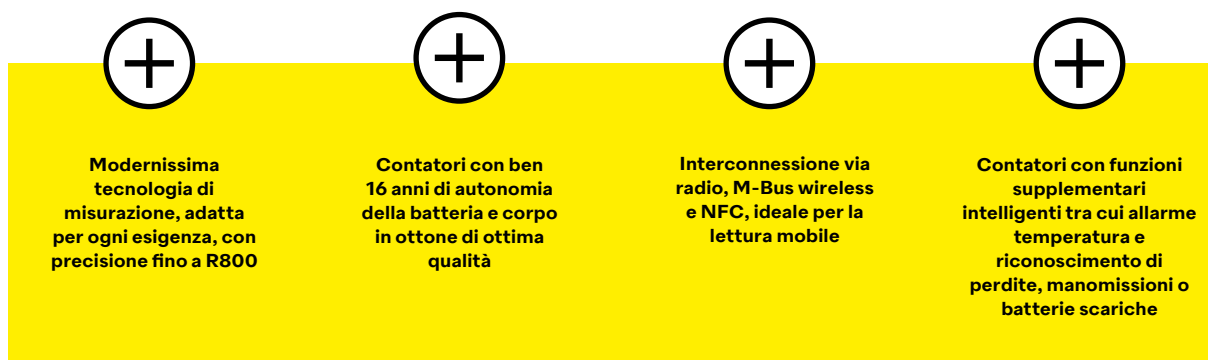 Modernissima
tecnologia di
misurazione, adatta
per ogni esigenza, con
precisione fino a R800
Contatori con ben
16 anni di autonomia
della batteria e corpo
in ottone di ottima
qualità
Interconnessione via
radio, M-Bus wireless
e NFC, ideale per la
lettura mobile
Contatori con funzioni
supplementari
intelligenti tra cui allarme
temperatura e
riconoscimento di
perdite, manomissioni o
batterie scariche